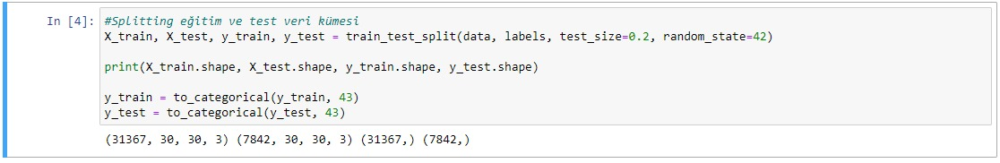 In [4]: #Splitting eğitim ve test veri kümesi
X_train, X_test, y_train, y_test = train_test_split(data, labels, test_size=0.2, random_state=42)
print(X_train.shape, X_test.shape, y_train.shape, y_test.shape)
y_train = to_categorical(y_train, 43)
y_test = to_categorical(y_test, 43)
(31367, 30, 30, 3) (7842, 30, 30, 3) (31367,) (7842,)